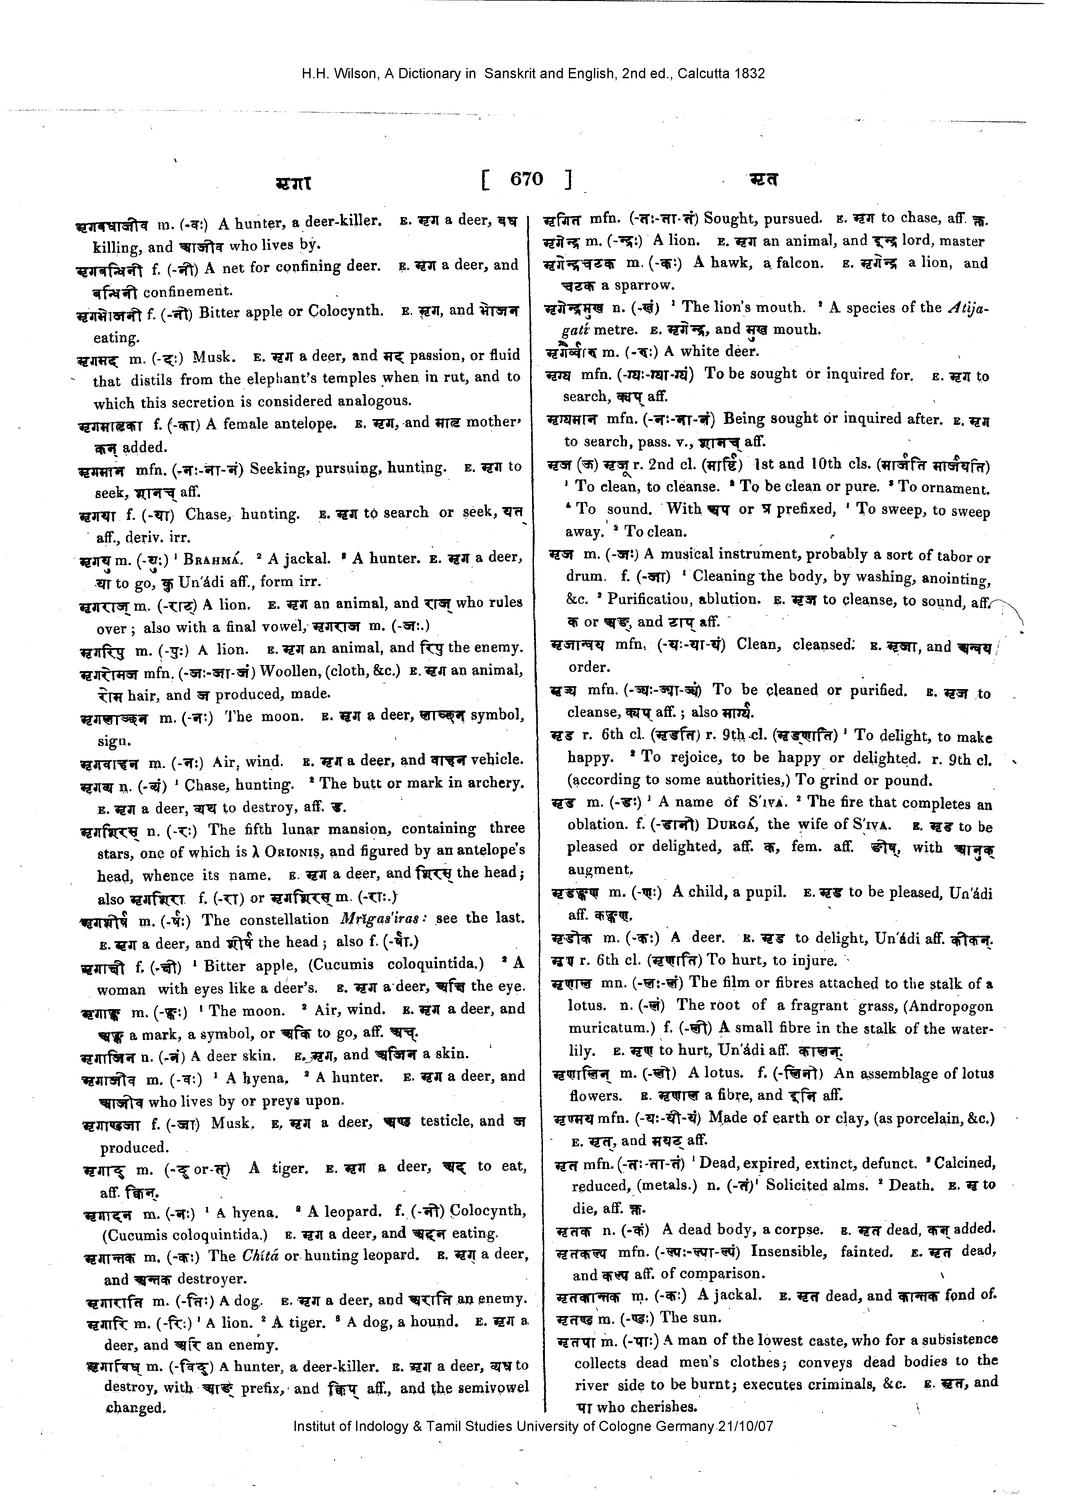 H.H. Wilson, A Dictionary in Sanskrit and English, 2nd ed., Calcutta 1832
मृगा [ 670 ] मृत
मृगबधाजीव m. (-वः) A hunter, a deer-killer. E. मृग a deer, बध
killing, and आजीव who lives by.
मृगबन्धिनी f. (-नी) A net for confining deer. E. मृग a deer, and
बन्धिनी confinement.
मृगभोजनी f. (-नी) Bitter apple or Colocynth. E. मृग, and भोजन
eating.
मृगमद m. (-दः) Musk. E. मृग a deer, and मद passion, or fluid
that distils from the elephant's temples when in rut, and to
which this secretion is considered analogous.
मृगमातृका f. (-का) A female antelope. E. मृग, and मातृ mother,
कन् added.
मृगमान mfn. (-नः-ना-नं) Seeking, pursuing, hunting. E. मृग to
seek, शानच् aff.
मृगया f. (-या) Chase, hunting. E. मृग to search or seek, यत्
aff., deriv. irr.
मृगयु m. (-युः) ¹ BRAHMÁ. ² A jackal. ³ A hunter. E. मृग a deer,
या to go, कु Un'ádi aff., form irr.
मृगराज् m. (-राट्) A lion. E. मृग an animal, and राज् who rules
over; also with a final vowel, मृगराज m. (-जः.)
मृगरिपु m. (-पुः) A lion. E. मृग an animal, and रिपु the enemy.
मृगरोमज mfn. (-जः-जा-जं) Woollen, (cloth, &c.) E. मृग an animal,
रोम hair, and ज produced, made.
मृगलाञ्छन m. (-नः) The moon. E. मृग a deer, लाञ्छन symbol,
sign.
मृगवाहन m. (-नः) Air, wind. E. मृग a deer, and वाहन vehicle.
मृगव्य n. (-व्यं) ¹ Chase, hunting. ² The butt or mark in archery.
E. मृग a deer, व्यध to destroy, aff. ड.
मृगशिरस् n. (-रः) The fifth lunar mansion, containing three
stars, one of which is λ ORIONIS, and figured by an antelope's
head, whence its name. E. मृग a deer, and शिरस् the head;
also मृगशिरा f. (-रा) or मृगशिरस् m. (-राः.)
मृगशीर्ष m. (-र्षः) The constellation Mrĭgas'iras: see the last.
E. मृग a deer, and शीर्ष the head; also f. (-र्षा.)
मृगाक्षी f. (-क्षी) ¹ Bitter apple, (Cucumis coloquintida.) ² A
woman with eyes like a deer's. E. मृग a deer, अक्षि the eye.
मृगाङ्क m. (-ङ्कः) ¹ The moon. ² Air, wind. E. मृग a deer, and
अङ्क a mark, a symbol, or अकि to go, aff. अच्.
मृगाजिन n. (-नं) A deer skin. E. मृग, and अजिन a skin.
मृगाजीव m. (-वः) ¹ A hyena. ² A hunter. E. मृग a deer, and
आजीव who lives by or preys upon.
मृगाण्डजा f. (-जा) Musk. E. मृग a deer, अण्ड testicle, and ज
produced.
मृगाद् m. (-द् or -त्) A tiger. E. मृग a deer, अद to eat,
aff. क्विन्.
मृगादन m. (-नः) ¹ A hyena. ² A leopard. f. (-नी) Colocynth,
(Cucumis coloquintida.) E. मृग a deer, and अदन eating.
मृगान्तक m. (-कः) The Chítá or hunting leopard. E. मृग a deer,
and अन्तक destroyer.
मृगाराति m. (-तिः) A dog. E. मृग a deer, and अराति an enemy.
मृगारि m. (-रिः) ¹ A lion. ² A tiger. ³ A dog, a hound. E. मृग a
deer, and अरि an enemy.
मृगाविध् m. (-विद्) A hunter, a deer-killer. E. मृग a deer, व्यध to
destroy, with आङ् prefix, and क्विप् aff., and the semivowel
changed.
मृगित mfn. (-तः-ता-तं) Sought, pursued. E. मृग to chase, aff. क्त.
मृगेन्द्र m. (-न्द्रः) A lion. E. मृग an animal, and इन्द्र lord, master
मृगेन्द्रचटक m. (-कः) A hawk, a falcon. E. मृगेन्द्र a lion, and
चटक a sparrow.
मृगेन्द्रमुख n. (-खं) ¹ The lion's mouth. ² A species of the Atija-
gatí metre. E. मृगेन्द्र, and मुख mouth.
m. A white deer.
मृग्य mfn. (-ग्यः-ग्या-ग्यं) To be sought or inquired for. E. मृग to
search, क्यप् aff.
मृग्यमान mfn. (-नः-ना-नं) Being sought or inquired after. E. मृग
to search, pass. v., शानच् aff.
मृज (ऊ) मृजू r. 2nd cl. (मार्ष्टि) 1st and 10th cls. (मार्जति मार्जयति)
¹ To clean, to cleanse. ² To be clean or pure. ³ To ornament.
⁴ To sound. With अप or प्र prefixed, ¹ To sweep, to sweep
away. ² To clean.
मृज m. (-जः) A musical instrument, probably a sort of tabor or
drum. f. (-जा) ¹ Cleaning the body, by washing, anointing,
&c. ² Purification, ablution. E. मृज to cleanse, to sound, aff.
क or अङ्, and टाप् aff.
मृजान्वय mfn. (-यः-या-यं) Clean, cleansed. E. मृजा, and अन्वय
order.
मृज्य mfn. (-ज्यः-ज्या-ज्यं) To be cleaned or purified. E. मृज to
cleanse, क्यप् aff.; also मार्ग्य.
मृड r. 6th cl. (मृडति) r. 9th cl. (मृड्णाति) ¹ To delight, to make
happy. ² To rejoice, to be happy or delighted. r. 9th cl.
(according to some authorities,) To grind or pound.
मृड m. (-डः) ¹ A name of S'IVA. ² The fire that completes an
oblation. f. (-डानी) DURGÁ, the wife of S'IVA. E. मृड to be
pleased or delighted, aff. क, fem. aff. ङीष्, with आनुक्
augment.
मृडङ्कण m. (-णः) A child, a pupil. E. मृड to be pleased, Un'ádi
aff. कङ्कण.
मृडीक m. (-कः) A deer. E. मृड to delight, Un'ádi aff. कीकन्.
मृण r. 6th cl. (मृणति) To hurt, to injure.
मृणाल mn. (-लः-लं) The film or fibres attached to the stalk of a
lotus. n. (-लं) The root of a fragrant grass, (Andropogon
muricatum.) f. (-ली) A small fibre in the stalk of the water-
lily. E. मृण to hurt, Un'ádi aff. कालन्.
मृणालिन् m. (-ली) A lotus. f. (-लिनी) An assemblage of lotus
flowers. E. मृणाल a fibre, and इनि aff.
मृण्मय mfn. (-यः-यी-यं) Made of earth or clay, (as porcelain, &c.)
E. मृत्, and मयट् aff.
मृत mfn. (-तः-ता-तं) ¹ Dead, expired, extinct, defunct. ² Calcined,
reduced, (metals.) n. (-तं) ¹ Solicited alms. ² Death. E. मृ to
die, aff. क्त.
मृतक n. (-कं) A dead body, a corpse. E. मृत dead, कन् added.
मृतकल्प mfn. (-ल्पः-ल्पा-ल्पं) Insensible, fainted. E. मृत dead,
and कल्प aff. of comparison.
मृतकान्तक m. (-कः) A jackal. E. मृत dead, and कान्तक fond of.
मृतण्ड m. (-ण्डः) The sun.
मृतपा m. (-पाः) A man of the lowest caste, who for a subsistence
collects dead men's clothes; conveys dead bodies to the
river side to be burnt; executes criminals, &c. E. मृत, and
पा who cherishes.
Institut of Indology & Tamil Studies University of Cologne Germany 21/10/07